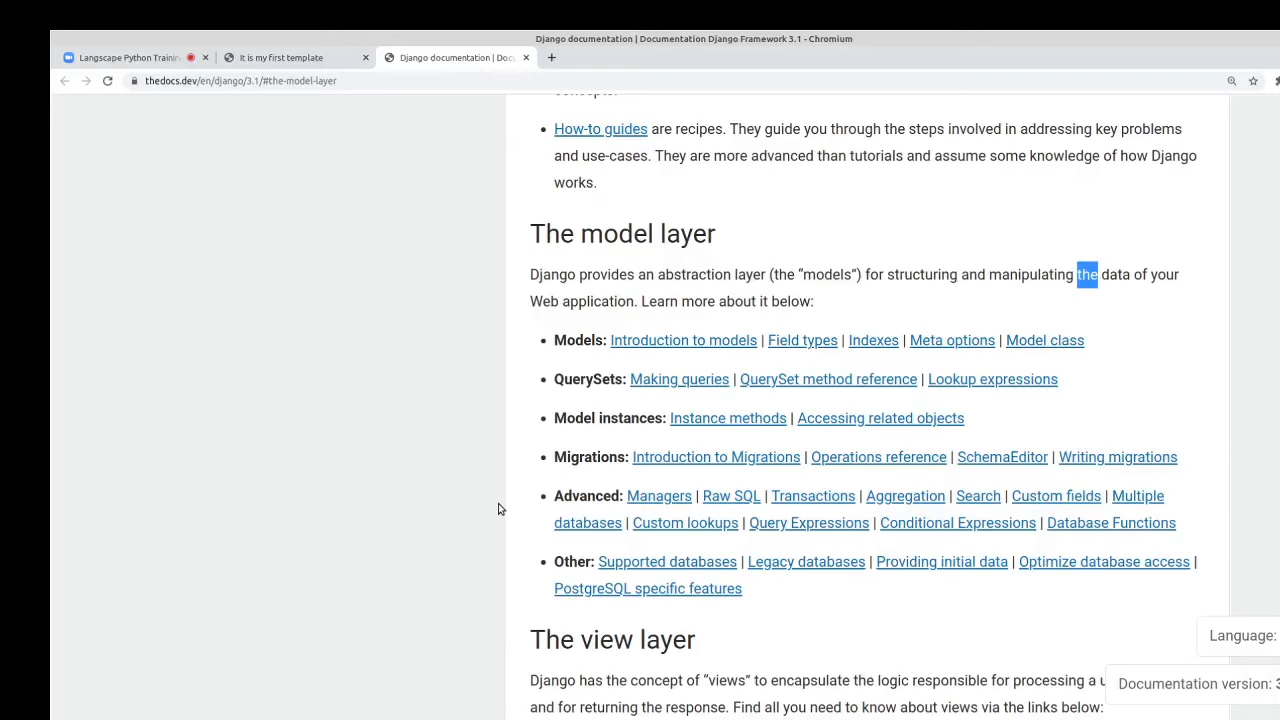 Django documentation | Documentation Django Framework 3.1 - Chromium
Langscape Python Trainin
It is my first template
Django documentation | Doc
thedocs.dev/en/django/3.1/#the-model-layer
How-to guides are recipes. They guide you through the steps involved in addressing key problems
and use-cases. They are more advanced than tutorials and assume some knowledge of how Django
works.
The model layer
Django provides an abstraction layer (the “models”) for structuring and manipulating the data of your
Web application. Learn more about it below:
• Models: Introduction to models | Field types | Indexes | Meta options | Model class
• QuerySets: Making queries | QuerySet method reference | Lookup expressions
• Model instances: Instance methods | Accessing related objects
• Migrations: Introduction to Migrations | Operations reference | SchemaEditor | Writing migrations
• Advanced: Managers | Raw SQL | Transactions | Aggregation | Search | Custom fields | Multiple
databases | Custom lookups | Query Expressions | Conditional Expressions | Database Functions
• Other: Supported databases | Legacy databases | Providing initial data | Optimize database access |
PostgreSQL specific features
The view layer
Language:
Django has the concept of “views” to encapsulate the logic responsible for processing a u
Documentation version: 3
and for returning the response. Find all you need to know about views via the links below: